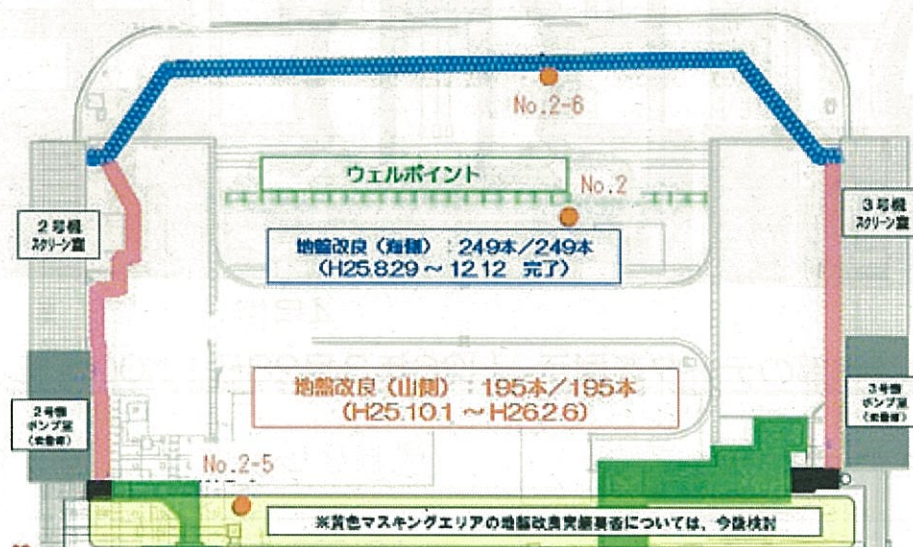 No.2-6
ウェルポイント
No.2
2号機
スクリーン室
3号機
スクリーン室
地盤改良（海側）：249本／249本
（H25.8.29 ～ 12.12 完了）
地盤改良（山側）：195本／195本
（H25.10.1 ～ H26.2.6）
2号機
ポンプ室
3号機
ポンプ室
No.2-5
※黄色マスキングエリアの地盤改良実施要否については、今後検討